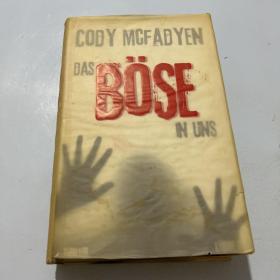 CODY MCFADYEN
DAS
BÖSE
IN UNS